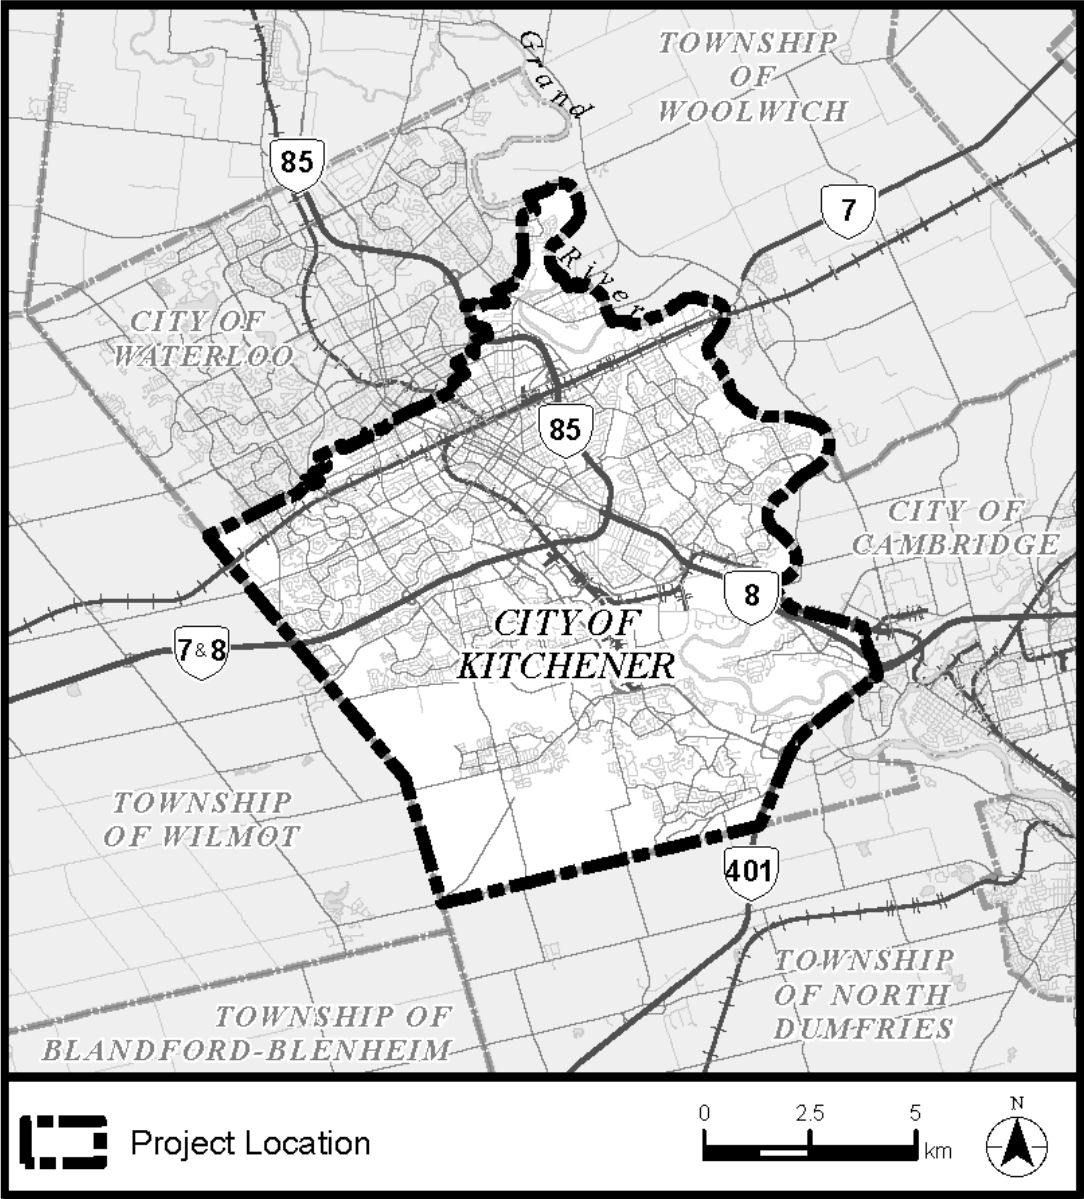 Grand
TOWNSHIP
OF
WOOLWICH
85
7
River
CITY OF
WATERLOO
85
CITY OF
CAMBRIDGE
8
CITY OF
KITCHENER
7&8
TOWNSHIP
OF WILMOT
401
TOWNSHIP
OF NORTH
DUMFRIES
TOWNSHIP OF
BLANDFORD-BLENHEIM
Project Location
0 2.5 5
km
N